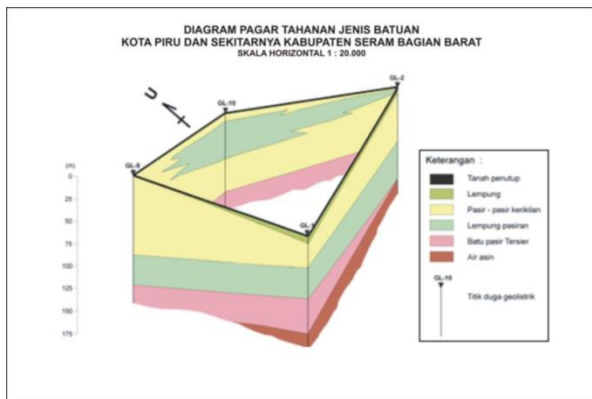 DIAGRAM PAGAR TAHANAN JENIS BATUAN
KOTA PIRU DAN SEKITARNYA KABUPATEN SERAM BAGIAN BARAT
SKALA HORIZONTAL 1 : 20.000
U
GL-10
GL-2
GL-9
GL-1
(m)
0
25
50
75
100
125
150
175
Keterangan :
Tanah penutup
Lempung
Pasir - pasir kerikilan
Lempung pasiran
Batu pasir Tersier
Air asin
GL-10
Titik duga geolistrik